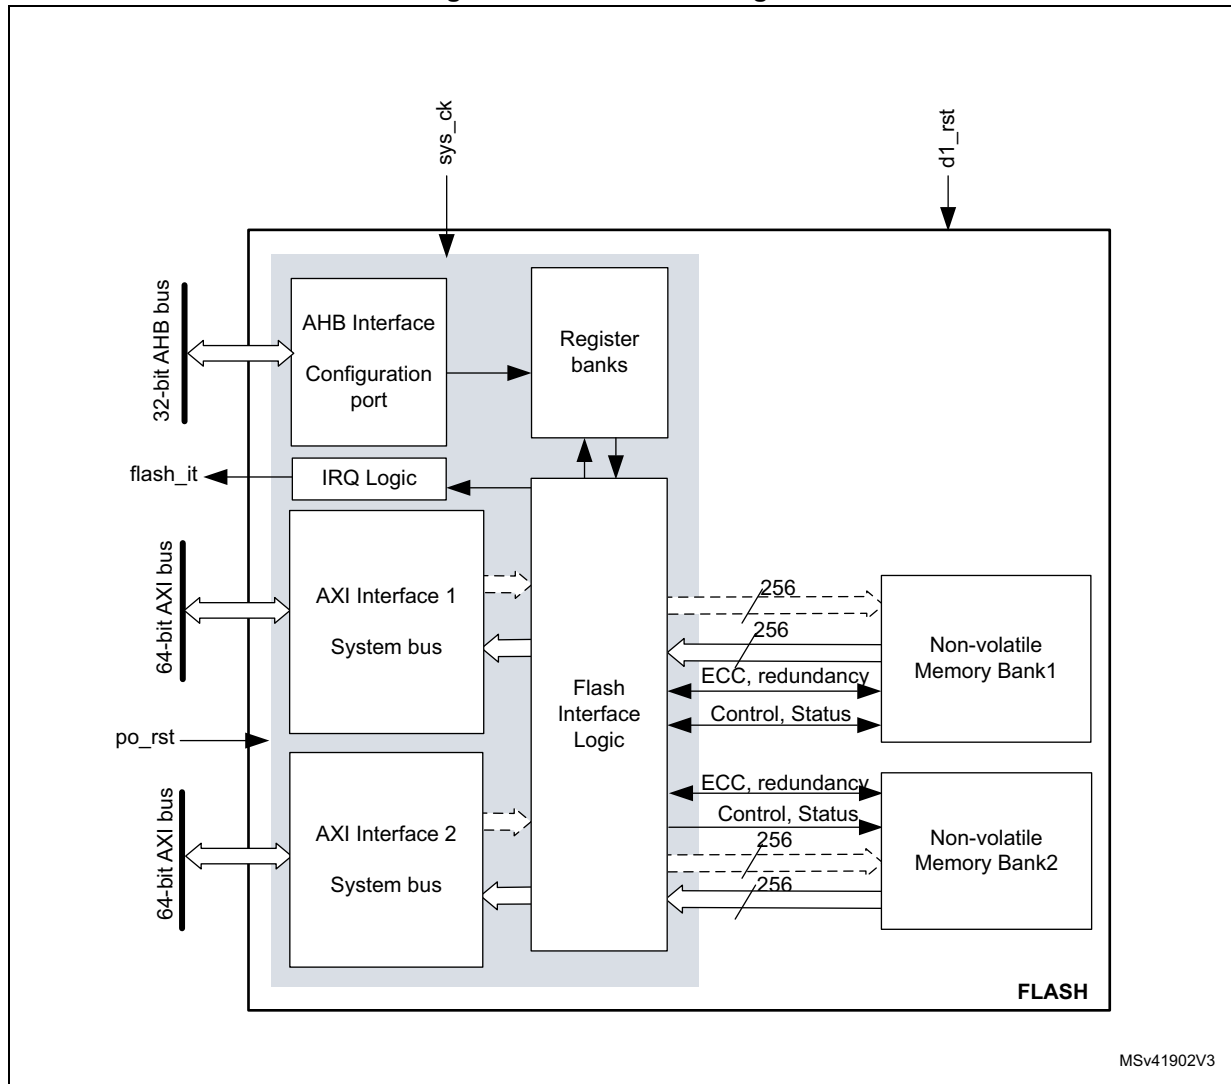 sys_ck
d1_rst
32-bit AHB bus
AHB Interface
Configuration
port
Register
banks
flash_it
IRQ Logic
64-bit AXI bus
AXI Interface 1
System bus
Flash
Interface
Logic
256
256
ECC, redundancy
Control, Status
Non-volatile
Memory Bank1
po_rst
64-bit AXI bus
AXI Interface 2
System bus
ECC, redundancy
Control, Status
256
256
Non-volatile
Memory Bank2
FLASH
MSv41902V3